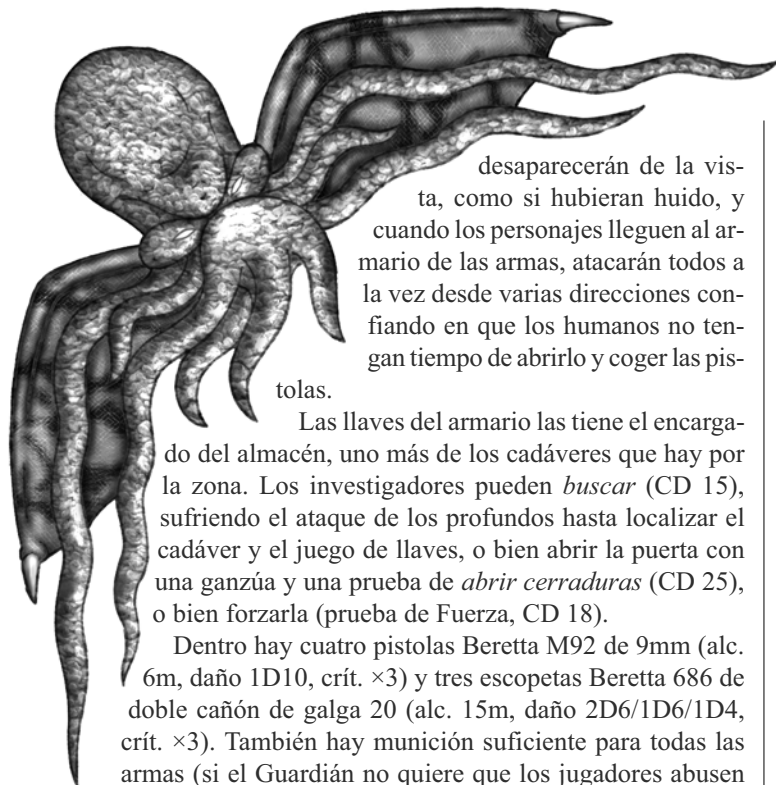 desaparecerán de la vis-
ta, como si hubieran huido, y
cuando los personajes lleguen al ar-
mario de las armas, atacarán todos a
la vez desde varias direcciones con-
fiando en que los humanos no ten-
gan tiempo de abrirlo y coger las pis-
tolas.
Las llaves del armario las tiene el encarga-
do del almacén, uno más de los cadáveres que hay por
la zona. Los investigadores pueden buscar (CD 15),
sufriendo el ataque de los profundos hasta localizar el
cadáver y el juego de llaves, o bien abrir la puerta con
una ganzúa y una prueba de abrir cerraduras (CD 25),
o bien forzarla (prueba de Fuerza, CD 18).
Dentro hay cuatro pistolas Beretta M92 de 9mm (alc.
6m, daño 1D10, crít. ×3) y tres escopetas Beretta 686 de
doble cañón de galga 20 (alc. 15m, daño 2D6/1D6/1D4,
crít. ×3). También hay munición suficiente para todas las
armas (si el Guardián no quiere que los jugadores abusen